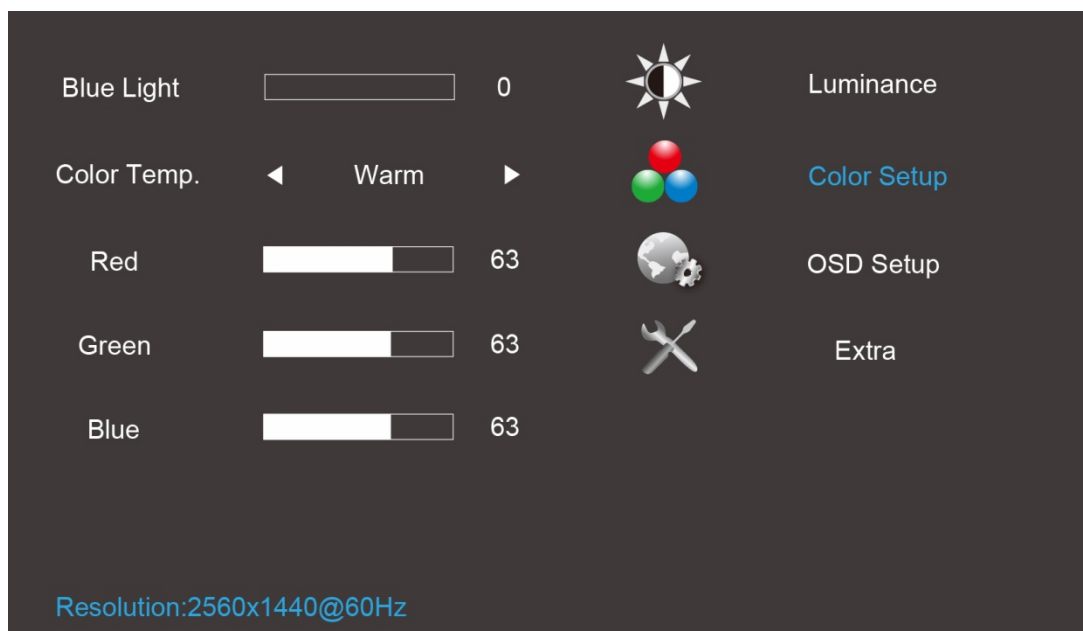 Blue Light 0 Luminance
Color Temp. Warm Color Setup
Red 63 OSD Setup
Green 63 Extra
Blue 63
Resolution:2560x1440@60Hz